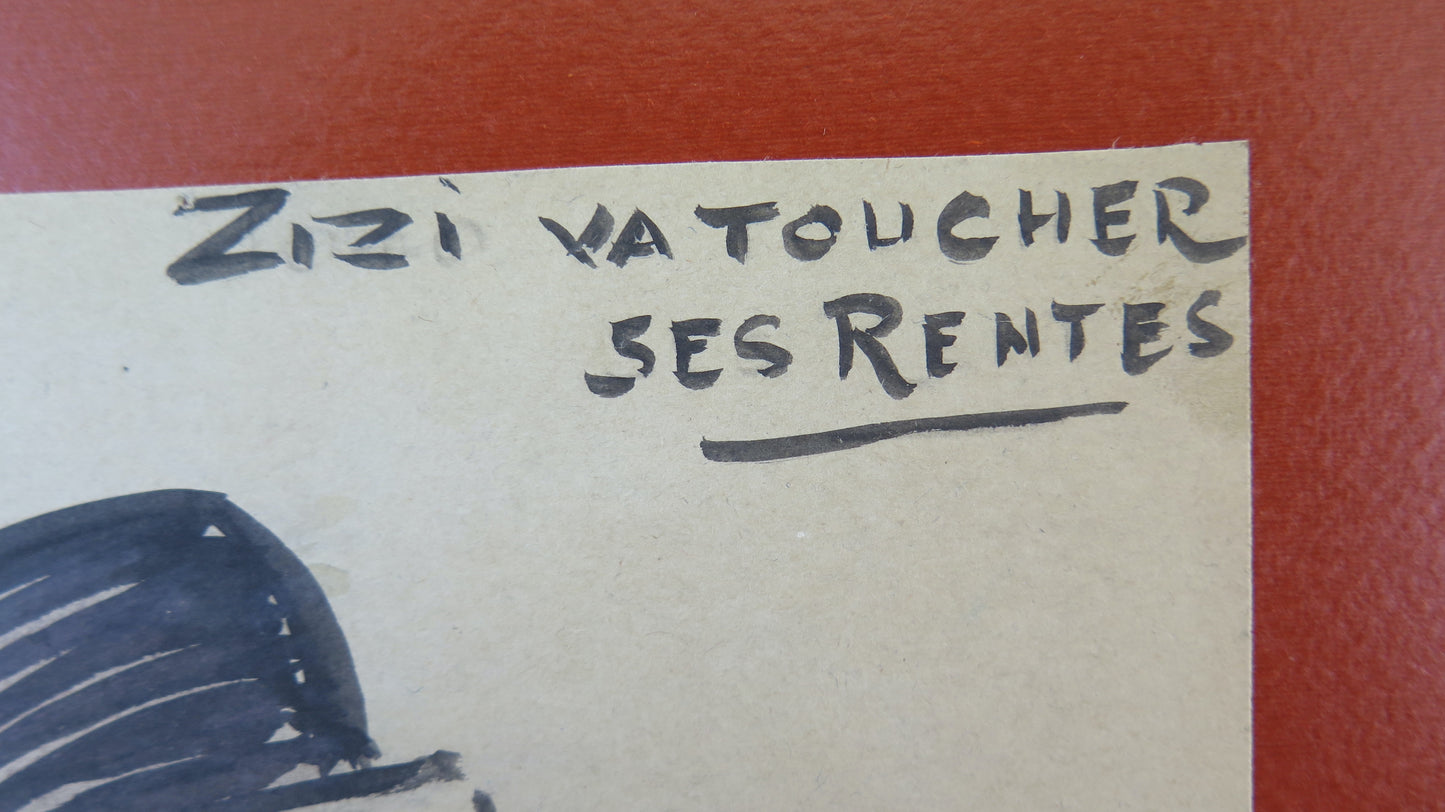 ZIZI VA TOUCHER
SES RENTES